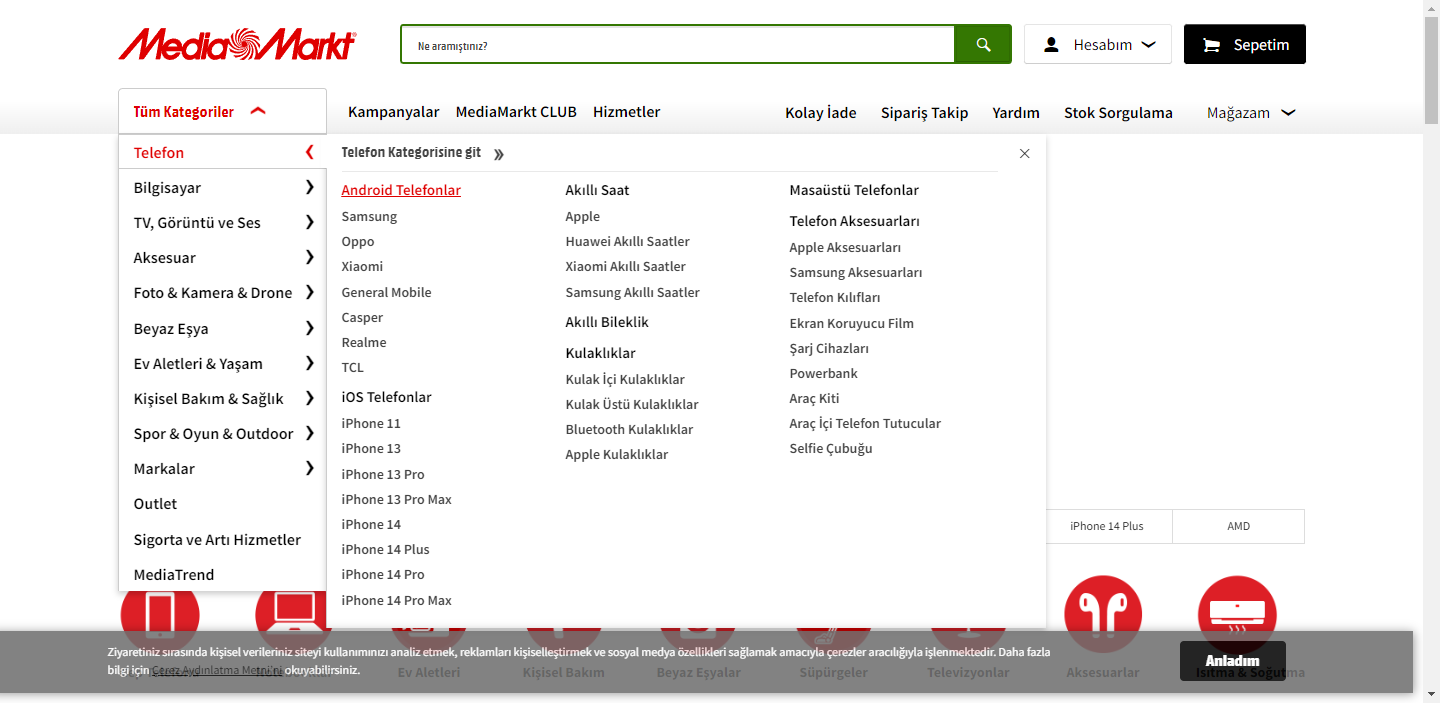 MediaMarkt
Ne aramıştınız?
Hesabım
Sepetim
Tüm Kategoriler
Kampanyalar
MediaMarkt CLUB
Hizmetler
Kolay İade
Sipariş Takip
Yardım
Stok Sorgulama
Mağazam
Telefon
Bilgisayar
TV, Görüntü ve Ses
Aksesuar
Foto & Kamera & Drone
Beyaz Eşya
Ev Aletleri & Yaşam
Kişisel Bakım & Sağlık
Spor & Oyun & Outdoor
Markalar
Outlet
Sigorta ve Artı Hizmetler
MediaTrend
Telefon Kategorisine git
Android Telefonlar
Samsung
Oppo
Xiaomi
General Mobile
Casper
Realme
TCL
iOS Telefonlar
iPhone 11
iPhone 13
iPhone 13 Pro
iPhone 13 Pro Max
iPhone 14
iPhone 14 Plus
iPhone 14 Pro
iPhone 14 Pro Max
Akıllı Saat
Apple
Huawei Akıllı Saatler
Xiaomi Akıllı Saatler
Samsung Akıllı Saatler
Akıllı Bileklik
Kulaklıklar
Kulak İçi Kulaklıklar
Kulak Üstü Kulaklıklar
Bluetooth Kulaklıklar
Apple Kulaklıklar
Masaüstü Telefonlar
Telefon Aksesuarları
Apple Aksesuarları
Samsung Aksesuarları
Telefon Kılıfları
Ekran Koruyucu Film
Şarj Cihazları
Powerbank
Araç Kiti
Araç İçi Telefon Tutucular
Selfie Çubuğu
iPhone 14 Plus
AMD
Ziyaretiniz sırasında kişisel verileriniz siteyi kullanımınızı analiz etmek, reklamları kişiselleştirmek ve sosyal medya özellikleri sağlamak amacıyla çerezler aracılığıyla işlenmektedir. Daha fazla
bilgi için Çerez Aydınlatma Metni'ni okuyabilirsiniz.
Anladım
Ev Aletleri
Kişisel Bakım
Beyaz Eşyalar
Süpürgeler
Televizyonlar
Aksesuarlar
Isıtma & Soğutma